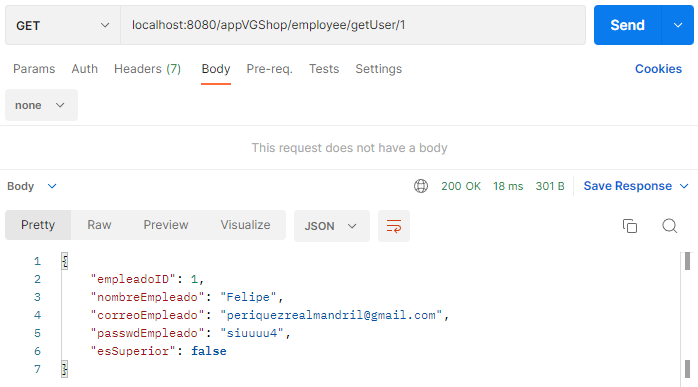 GET localhost:8080/appVGShop/employee/getUser/1 Send
Params Auth Headers (7) Body Pre-req. Tests Settings Cookies
none
This request does not have a body
Body 200 OK 18 ms 301 B Save Response
Pretty Raw Preview Visualize JSON
1 {
2 "empleadoID": 1,
3 "nombreEmpleado": "Felipe",
4 "correoEmpleado": "periquezrealmandril@gmail.com",
5 "passwdEmpleado": "siuuuu4",
6 "esSuperior": false
7 }